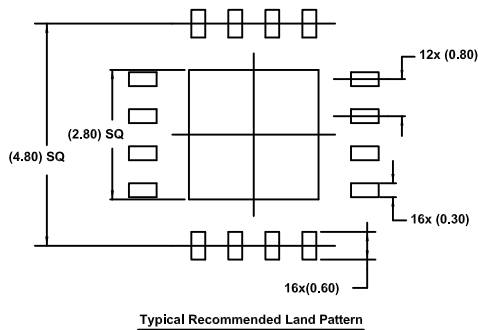 12x (0.80)
(2.80) SQ
(4.80) SQ
16x (0.30)
16x(0.60)
Typical Recommended Land Pattern